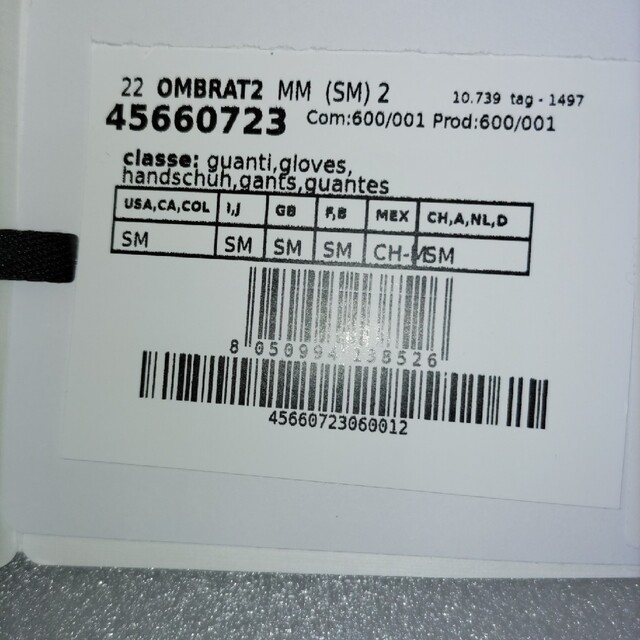 22 OMBRAT2 MM (SM) 2 10.739 tag - 1497
45660723 Com:600/001 Prod:600/001
classe: guanti,gloves,
handschuh,gants,guantes
USA,CA,COL I,J GB F,B MEX CH,A,NL,D
SM SM SM SM CH-M SM
8 050994 138526
45660723060012